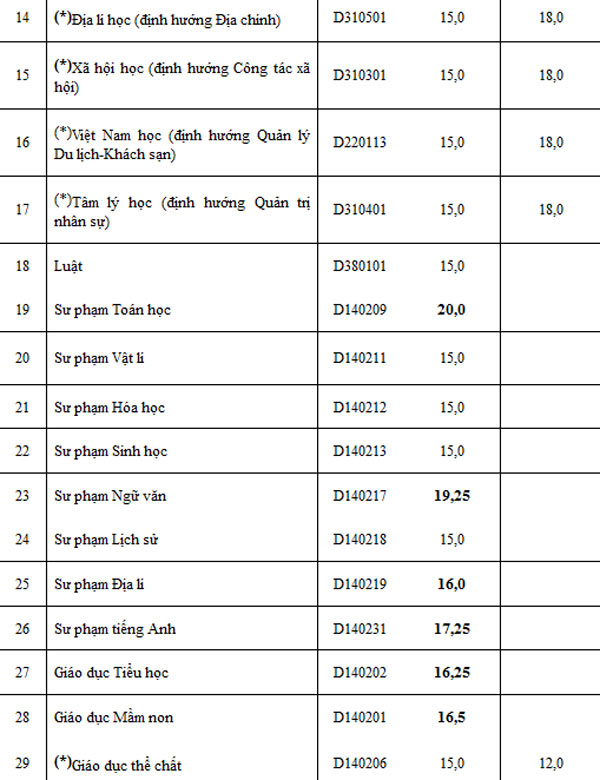 14 (*)Địa lí học (định hướng Địa chính) D310501 15,0 18,0
15 (*)Xã hội học (định hướng Công tác xã
hội) D310301 15,0 18,0
16 (*)Việt Nam học (định hướng Quản lý
Du lịch-Khách sạn) D220113 15,0 18,0
17 (*)Tâm lý học (định hướng Quản trị
nhân sự) D310401 15,0 18,0
18 Luật D380101 15,0
19 Sư phạm Toán học D140209 20,0
20 Sư phạm Vật lí D140211 15,0
21 Sư phạm Hóa học D140212 15,0
22 Sư phạm Sinh học D140213 15,0
23 Sư phạm Ngữ văn D140217 19,25
24 Sư phạm Lịch sử D140218 15,0
25 Sư phạm Địa lí D140219 16,0
26 Sư phạm tiếng Anh D140231 17,25
27 Giáo dục Tiểu học D140202 16,25
28 Giáo dục Mầm non D140201 16,5
29 (*)Giáo dục thể chất D140206 15,0 12,0